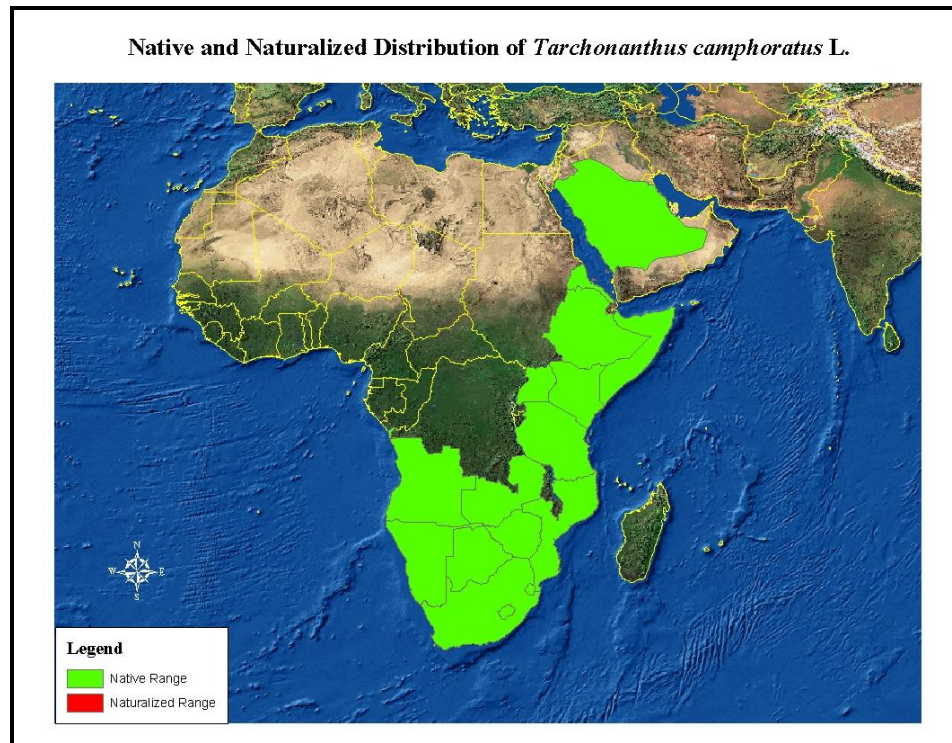 Native and Naturalized Distribution of Tarchonanthus camphoratus L.
N
W E
S
Legend
Native Range
Naturalized Range